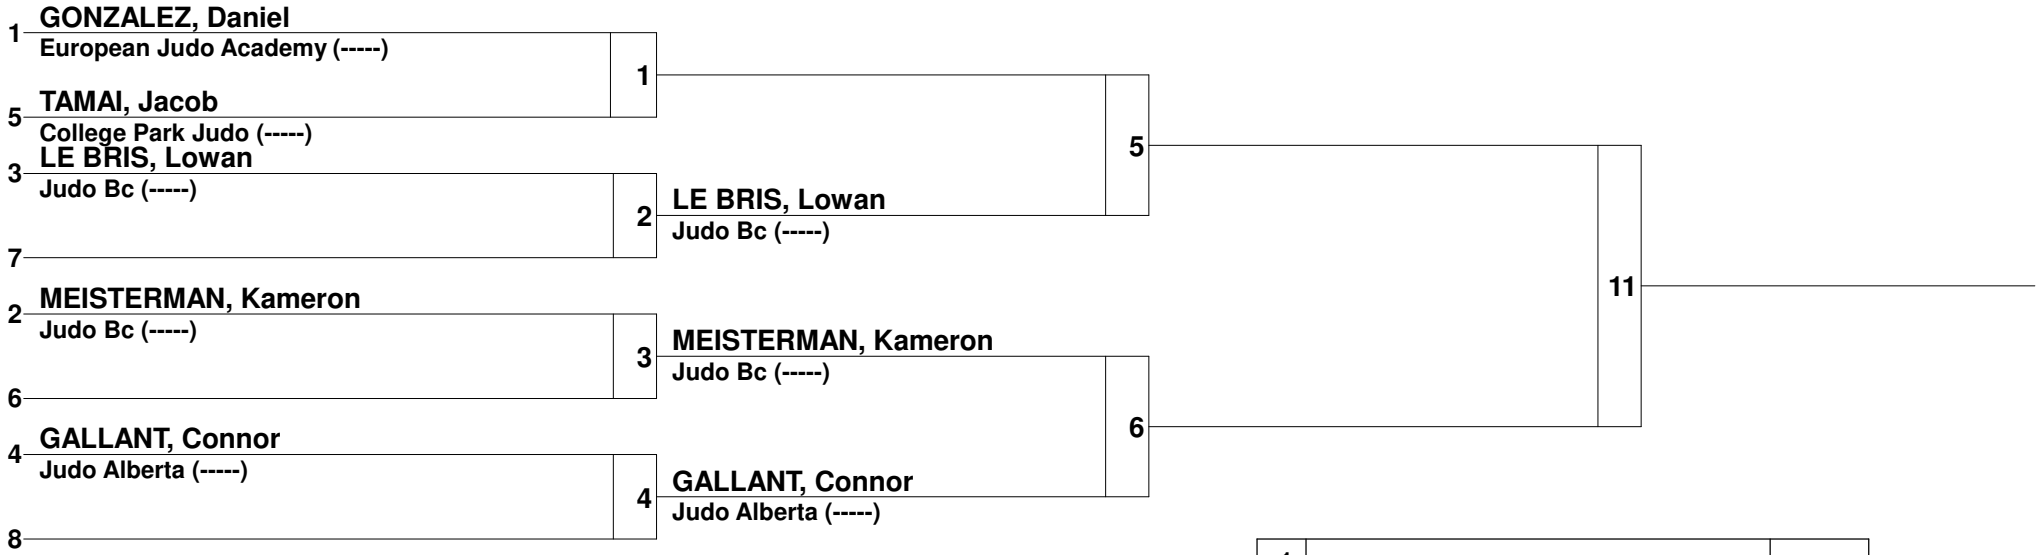 GONZALEZ, Daniel
1
European Judo Academy (-----)
1
TAMAI, Jacob
5
College Park Judo (-----)
LE BRIS, Lowan
3
Judo Bc (-----)
2
LE BRIS, Lowan
Judo Bc (-----)
5
7
MEISTERMAN, Kameron
2
Judo Bc (-----)
3
MEISTERMAN, Kameron
Judo Bc (-----)
11
6
GALLANT, Connor
4
Judo Alberta (-----)
4
GALLANT, Connor
Judo Alberta (-----)
6
8